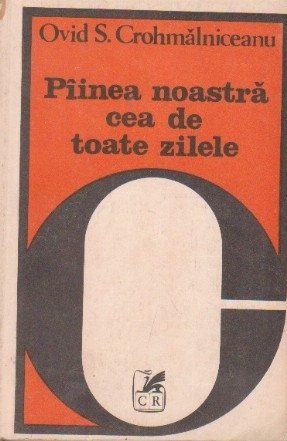 Ovid S. Crohmălniceanu
Pîinea noastră
cea de
toate zilele
CR